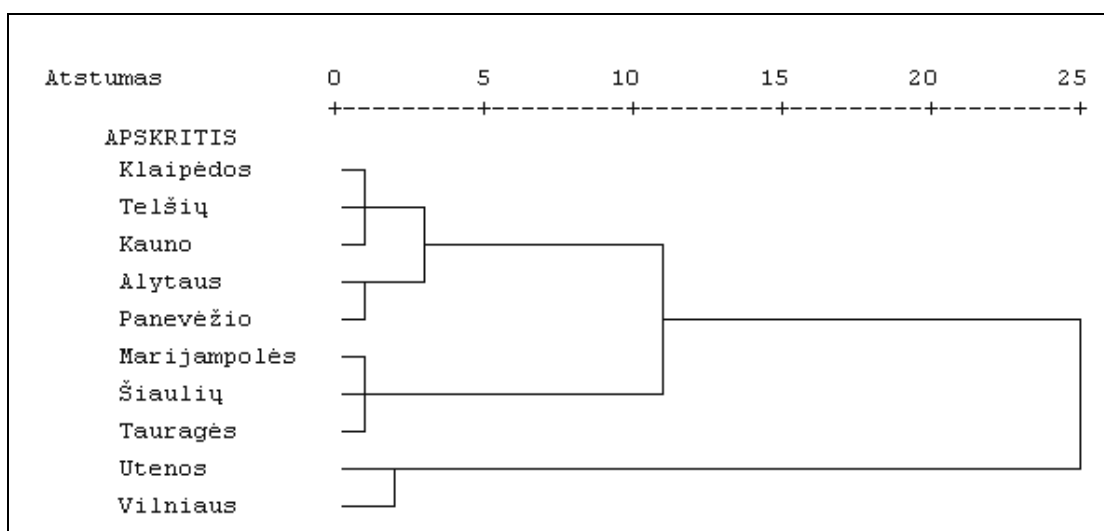 Atstumas 0 5 10 15 20 25
APSKRITIS
Klaipėdos
Telšių
Kauno
Alytaus
Panevėžio
Marijampolės
Šiaulių
Tauragės
Utenos
Vilniaus